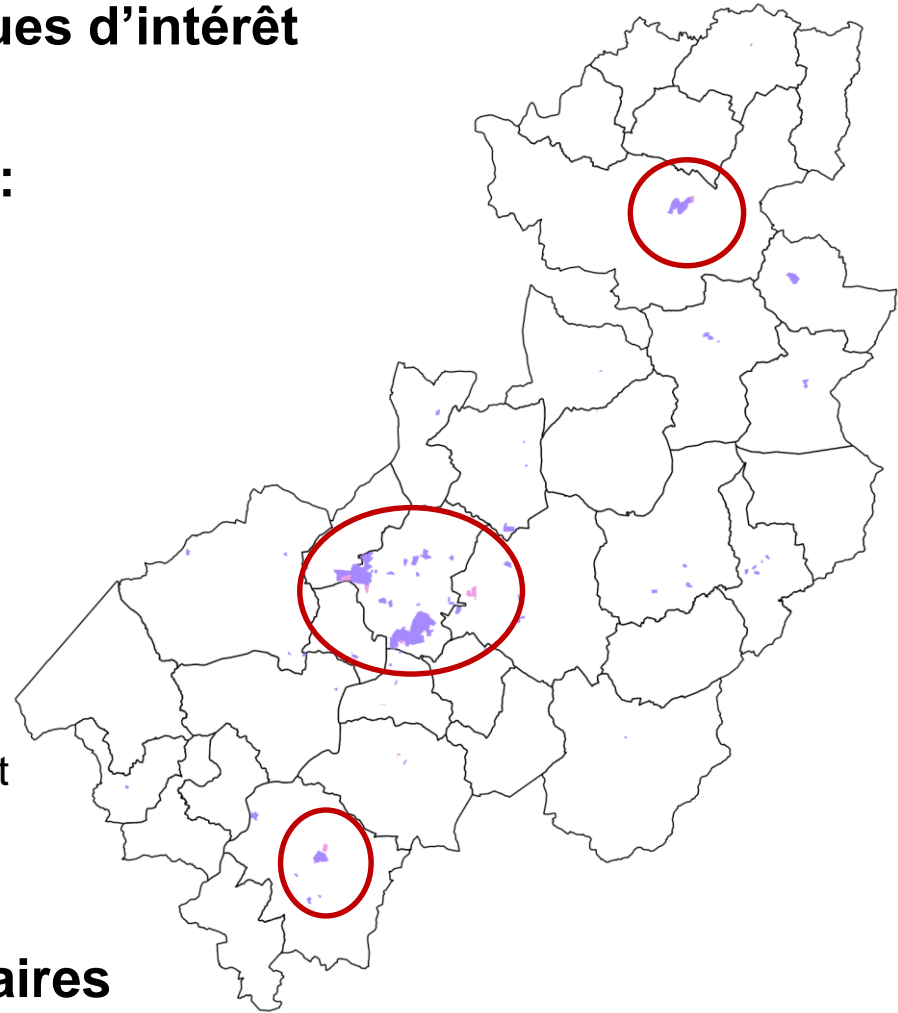 ues d’intérêt
:
t
aires